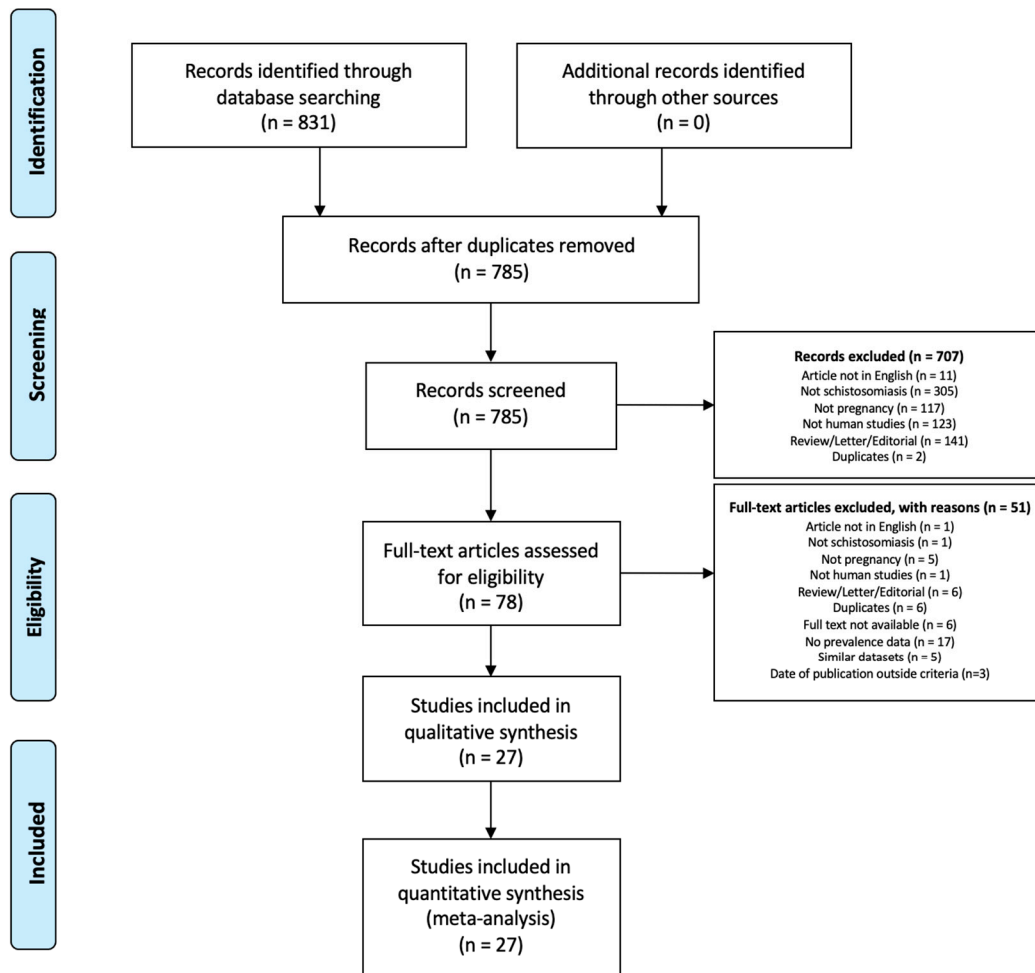 Identification
Records identified through
database searching
(n = 831)
Additional records identified
through other sources
(n = 0)
Records after duplicates removed
(n = 785)
Screening
Records screened
(n = 785)
Records excluded (n = 707)
Article not in English (n = 11)
Not schistosomiasis (n = 305)
Not pregnancy (n = 117)
Not human studies (n = 123)
Review/Letter/Editorial (n = 141)
Duplicates (n = 2)
Eligibility
Full-text articles assessed
for eligibility
(n = 78)
Full-text articles excluded, with reasons (n = 51)
Article not in English (n = 1)
Not schistosomiasis (n = 1)
Not pregnancy (n = 5)
Not human studies (n = 1)
Review/Letter/Editorial (n = 6)
Duplicates (n = 6)
Full text not available (n = 6)
No prevalence data (n = 17)
Similar datasets (n = 5)
Date of publication outside criteria (n=3)
Studies included in
qualitative synthesis
(n = 27)
Included
Studies included in
quantitative synthesis
(meta-analysis)
(n = 27)